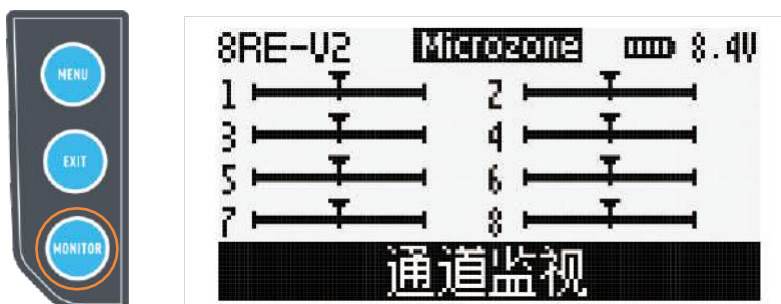 MENU
EXIT
MONITOR
8RE-V2 Microzone 8.4V
1 2
3 4
5 6
7 8
通道监视